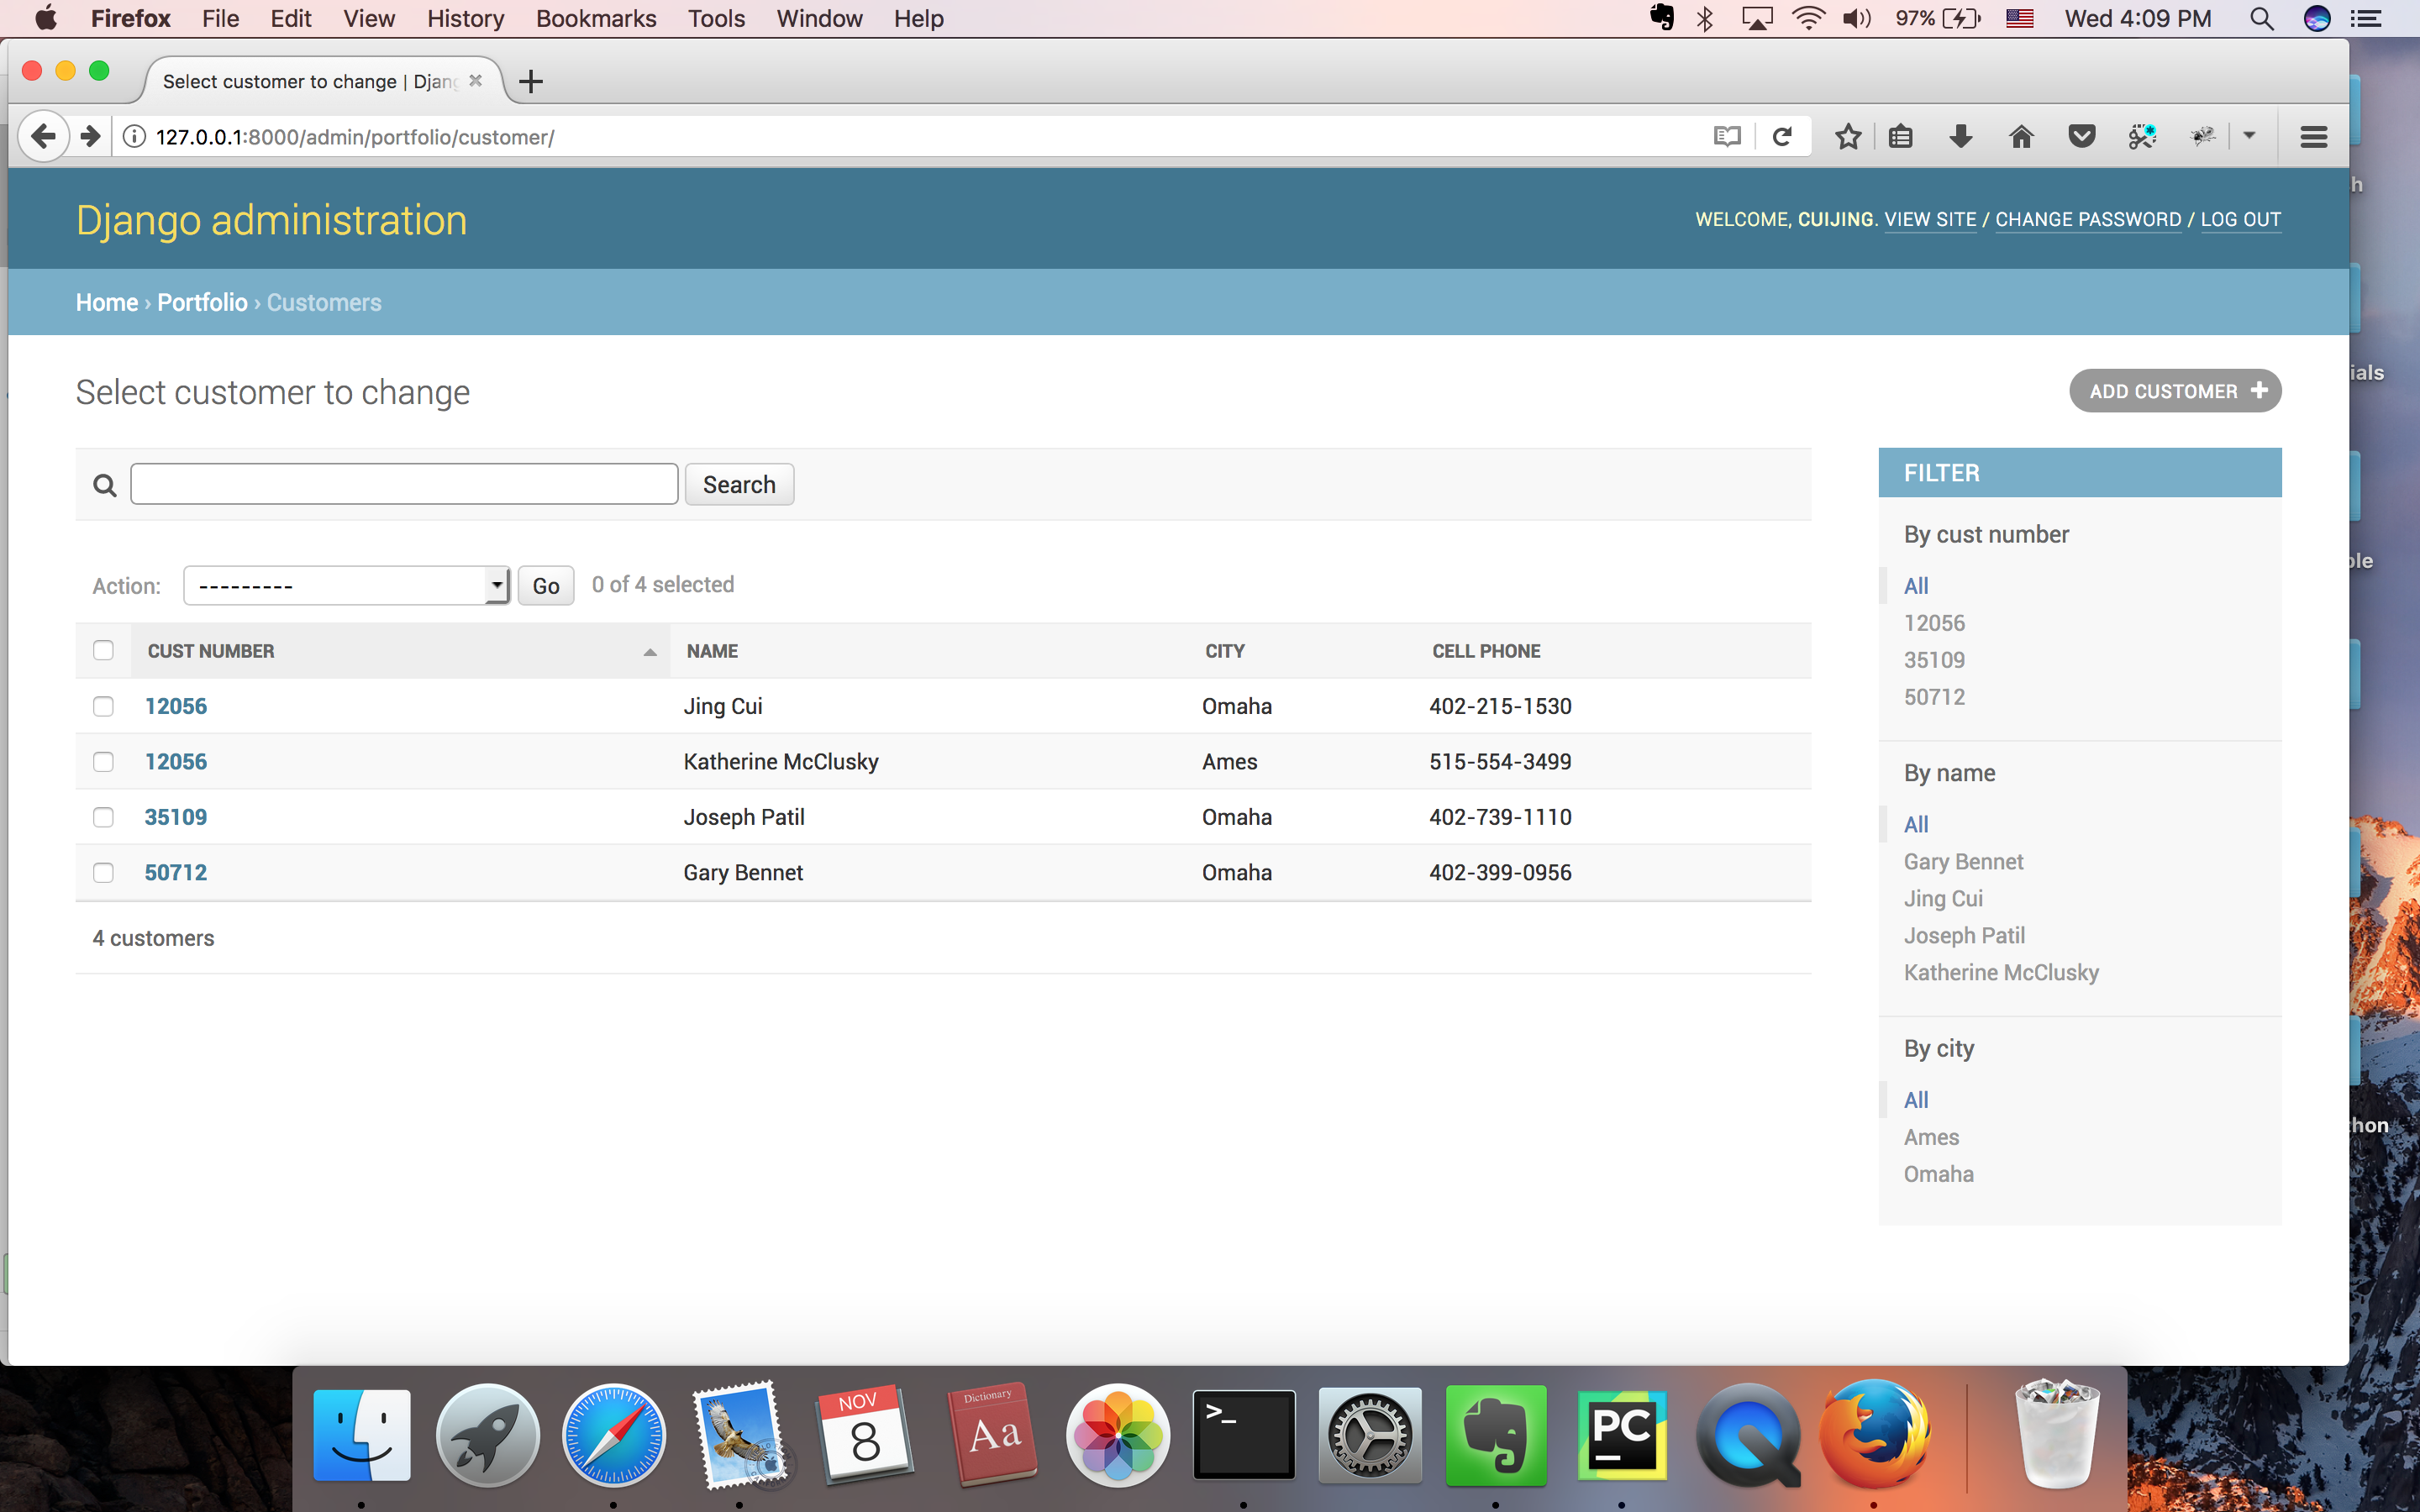 Firefox File Edit View History Bookmarks Tools Window Help 97% Wed 4:09 PM
Select customer to change | Djang
127.0.0.1:8000/admin/portfolio/customer/
Django administration
WELCOME, CUIJING. VIEW SITE / CHANGE PASSWORD / LOG OUT
Home › Portfolio › Customers
Select customer to change
ADD CUSTOMER +
Search
Action: --------- Go 0 of 4 selected
CUST NUMBER NAME CITY CELL PHONE
12056 Jing Cui Omaha 402-215-1530
12056 Katherine McClusky Ames 515-554-3499
35109 Joseph Patil Omaha 402-739-1110
50712 Gary Bennet Omaha 402-399-0956
4 customers
FILTER
By cust number
All
12056
35109
50712
By name
All
Gary Bennet
Jing Cui
Joseph Patil
Katherine McClusky
By city
All
Ames
Omaha
NOV
8
Dictionary
Aa
>_
PC